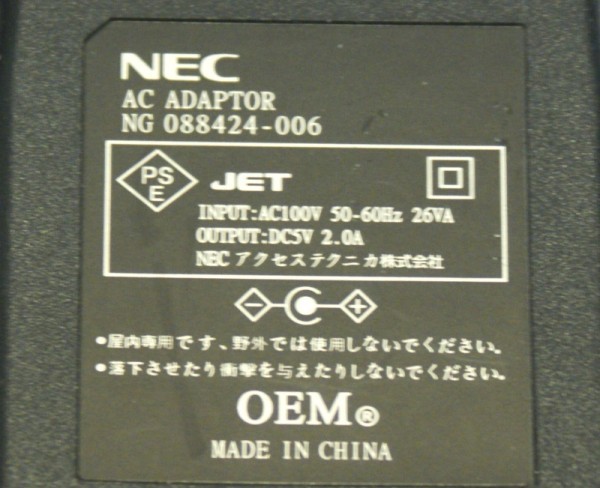 NEC
AC ADAPTOR
NG 088424-006
PS
E
JET
INPUT:AC100V 50-60Hz 26VA
OUTPUT:DC5V 2.0A
NEC アクセステクニカ株式会社
•屋内専用です、野外では使用しないでください。
•落下させたり衝撃を与えたりしないでください。
OEM®
MADE IN CHINA